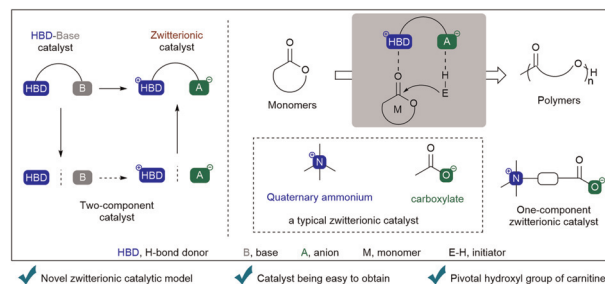 HBD-Base
catalyst
Zwitterionic
catalyst
HBD
B
HBD
A
HBD
B
HBD
A
Two-component
catalyst
O
O
Monomers
HBD
A
O
H
O
E
M
O
O
n
Polymers
N
Quaternary ammonium
O
O
carboxylate
a typical zwitterionic catalyst
N
O
O
One-component
zwitterionic catalyst
HBD, H-bond donor
B, base
A, anion
M, monomer
E-H, initiator
Novel zwitterionic catalytic model
Catalyst being easy to obtain
Pivotal hydroxyl group of carnitine